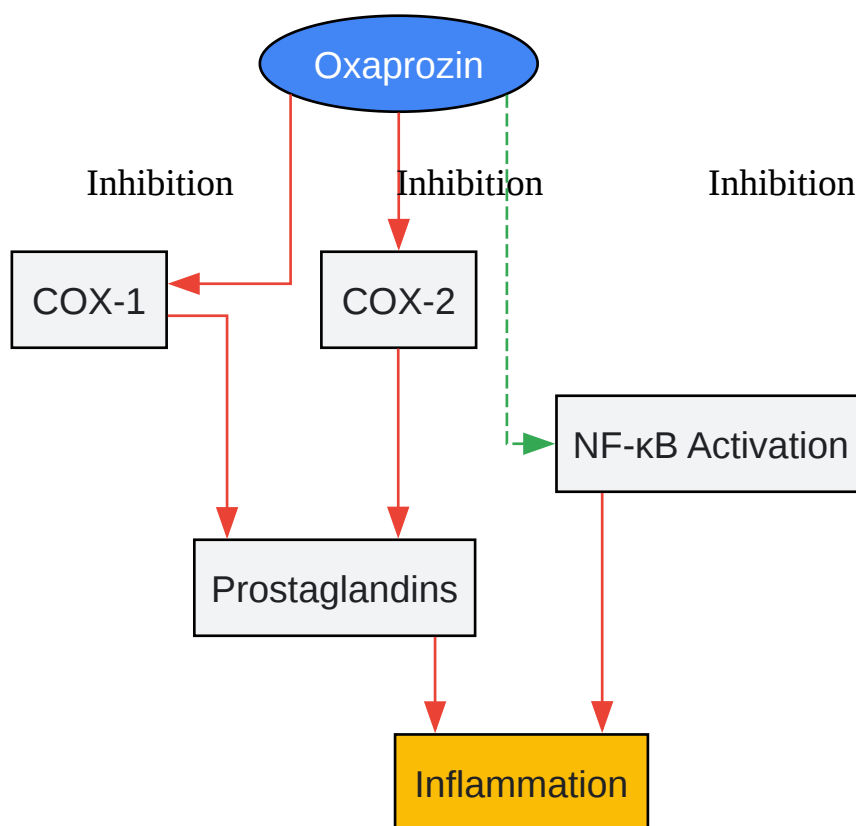 Oxaprozin
Inhibition
Inhibition
Inhibition
COX-1
COX-2
NF-κB Activation
Prostaglandins
Inflammation